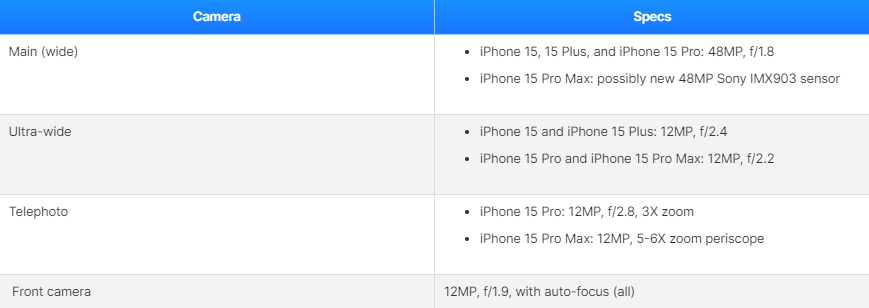 Camera
Specs
Main (wide)
• iPhone 15, 15 Plus, and iPhone 15 Pro: 48MP, f/1.8
• iPhone 15 Pro Max: possibly new 48MP Sony IMX903 sensor
Ultra-wide
• iPhone 15 and iPhone 15 Plus: 12MP, f/2.4
• iPhone 15 Pro and iPhone 15 Pro Max: 12MP, f/2.2
Telephoto
• iPhone 15 Pro: 12MP, f/2.8, 3X zoom
• iPhone 15 Pro Max: 12MP, 5-6X zoom periscope
Front camera
12MP, f/1.9, with auto-focus (all)